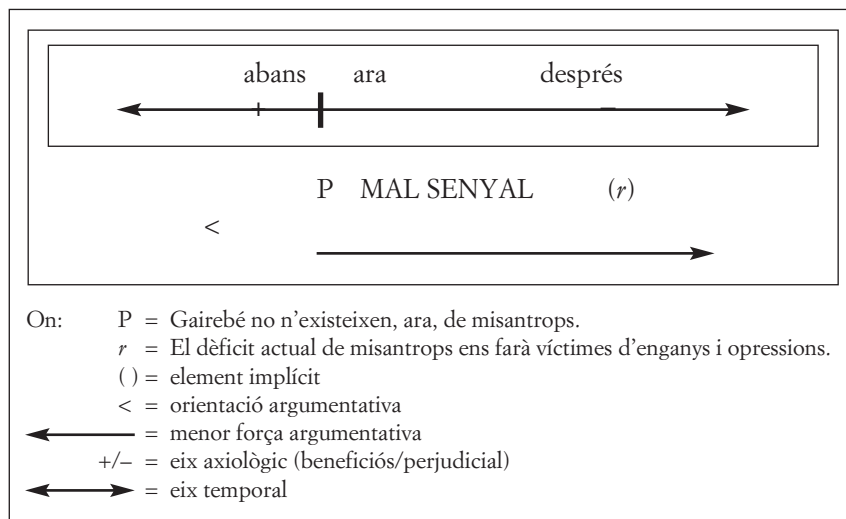 abans ara després
+ –
P MAL SENYAL (r)
<
On: P = Gairebé no n'existeixen, ara, de misantrops.
r = El dèficit actual de misantrops ens farà víctimes d'enganys i opressions.
( ) = element implícit
< = orientació argumentativa
= menor força argumentativa
+/– = eix axiològic (beneficiós/perjudicial)
= eix temporal